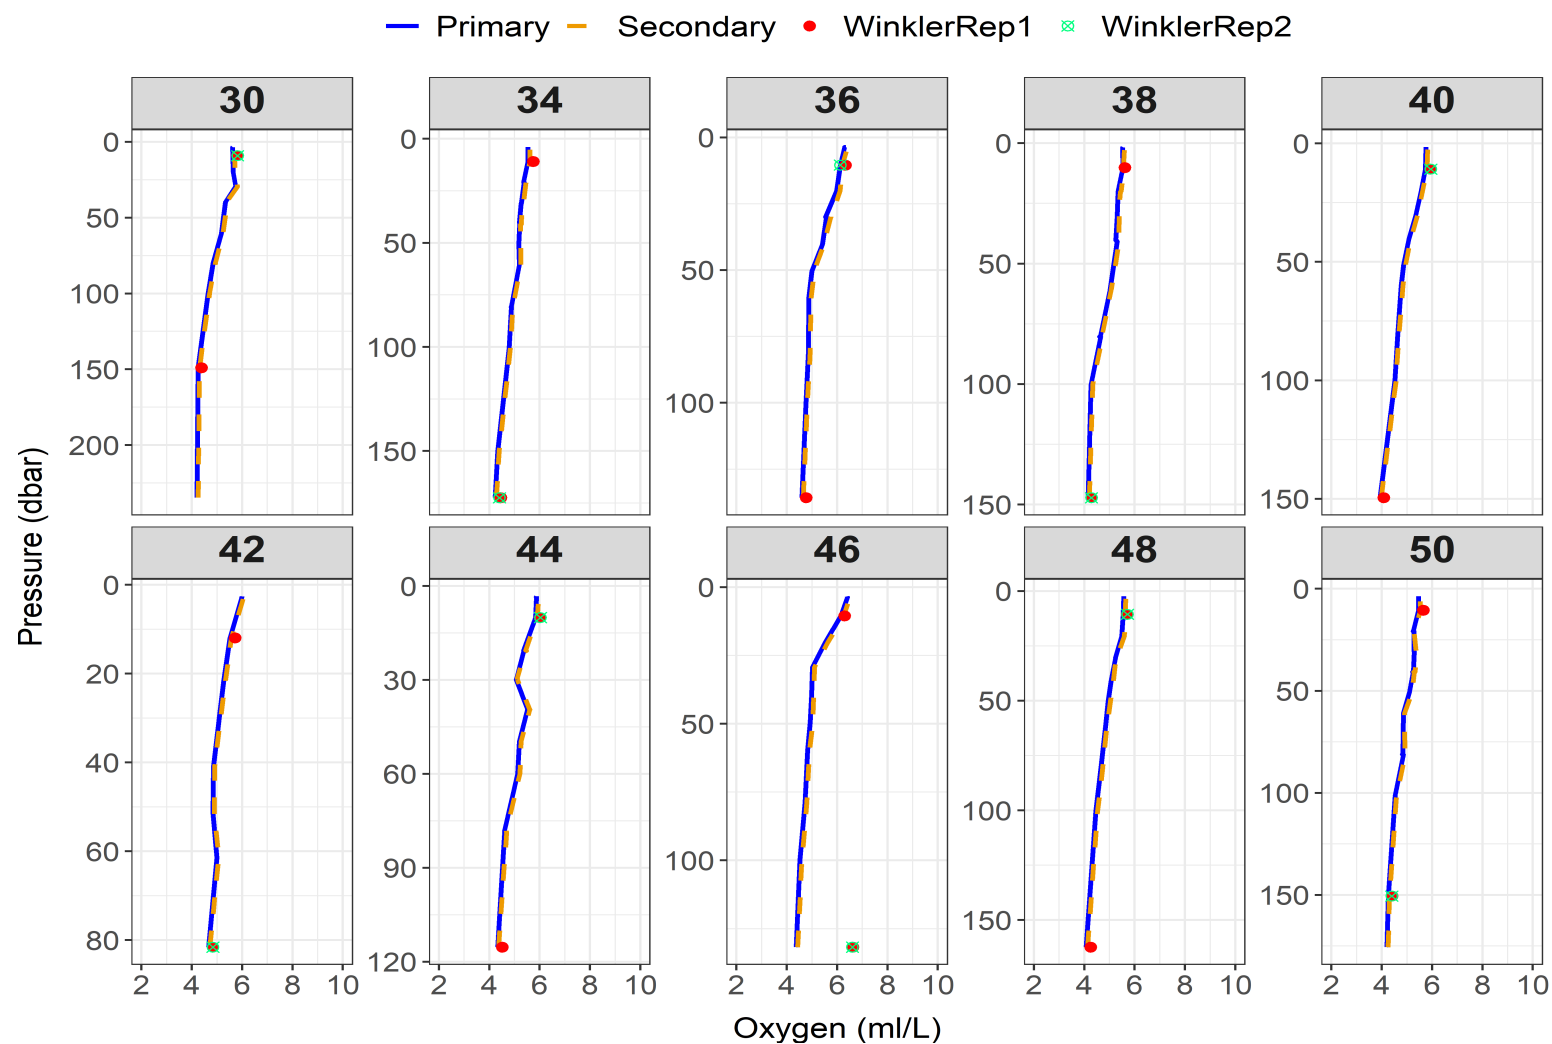 Primary Secondary WinklerRep1 WinklerRep2
30 34 36 38 40
0 0 0 0 0
50 50 50 50 50
100 100 100 100 100
150 150 150 150
200
42 44 46 48 50
0 0 0 0 0
20 30 50 50 50
40 60 100 100 100
60 90 150 150
80 120
2 4 6 8 10 2 4 6 8 10 2 4 6 8 10 2 4 6 8 10 2 4 6 8 10
Pressure (dbar)
Oxygen (ml/L)